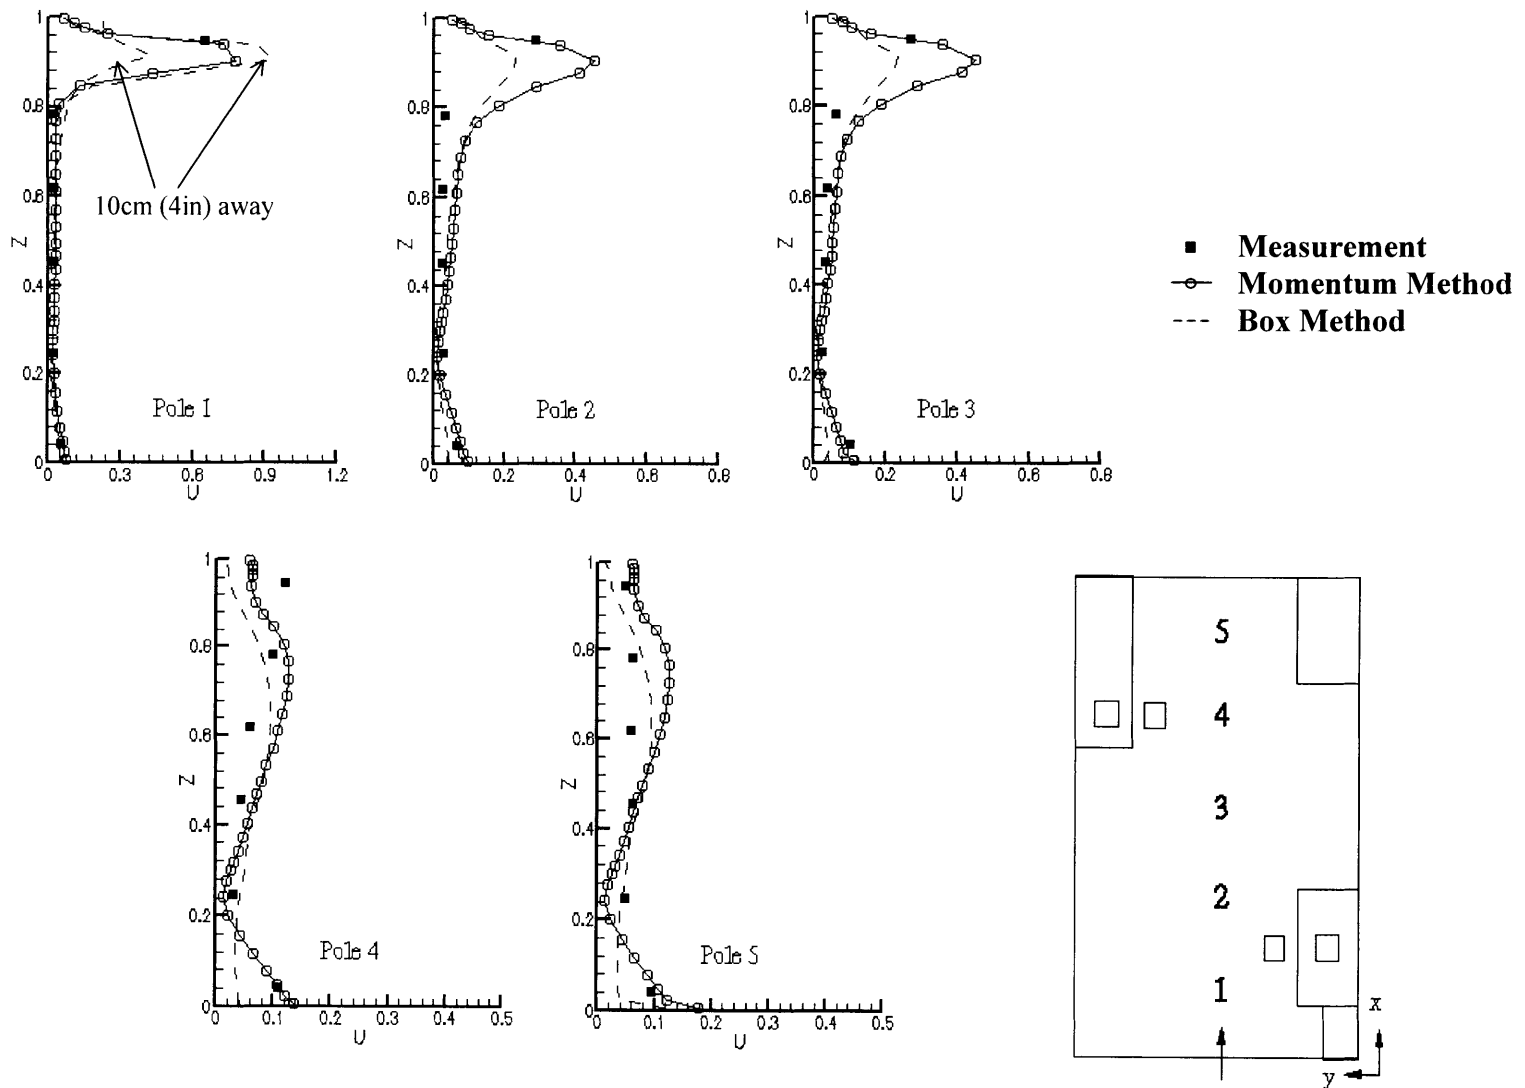 1
0.8
0.6
0.4
0.2
0
Z
0 0.3 0.6 0.9 1.2
U
10cm (4in) away
Pole 1
1
0.8
0.6
0.4
0.2
0
Z
0 0.2 0.4 0.6 0.8
U
Pole 2
1
0.8
0.6
0.4
0.2
0
Z
0 0.2 0.4 0.6 0.8
U
Pole 3
Measurement
Momentum Method
Box Method
1
0.8
0.6
0.4
0.2
0
Z
0 0.1 0.2 0.3 0.4 0.5
U
Pole 4
1
0.8
0.6
0.4
0.2
0
Z
0 0.1 0.2 0.3 0.4 0.5
U
Pole 5
5
4
3
2
1
x
y